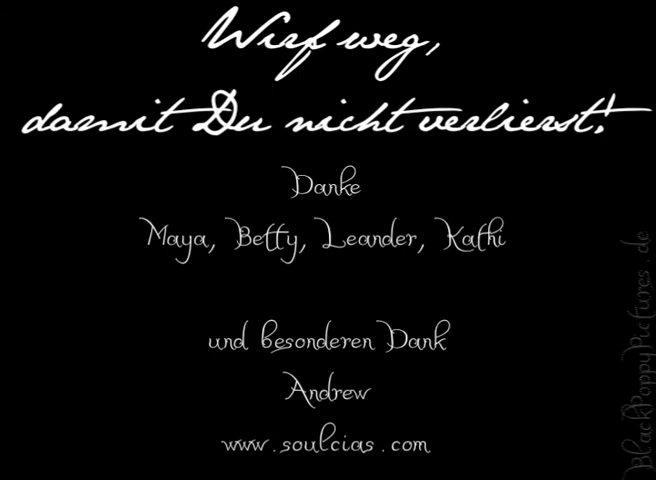 Wirf weg,
damit Du nicht verlierst!
Danke
Maya, Betty, Leander, Kathi
und besonderen Dank
Andrew
www.soulcias.com
BlackPoppyPictures.de